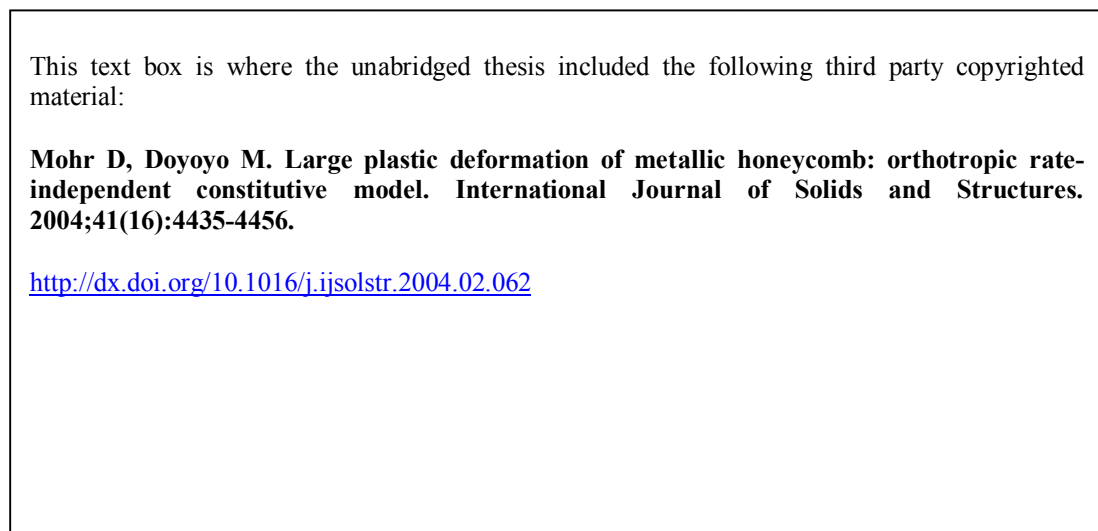 This text box is where the unabridged thesis included the following third party copyrighted
material:
Mohr D, Doyoyo M. Large plastic deformation of metallic honeycomb: orthotropic rate-
independent constitutive model. International Journal of Solids and Structures.
2004;41(16):4435-4456.
http://dx.doi.org/10.1016/j.ijsolstr.2004.02.062